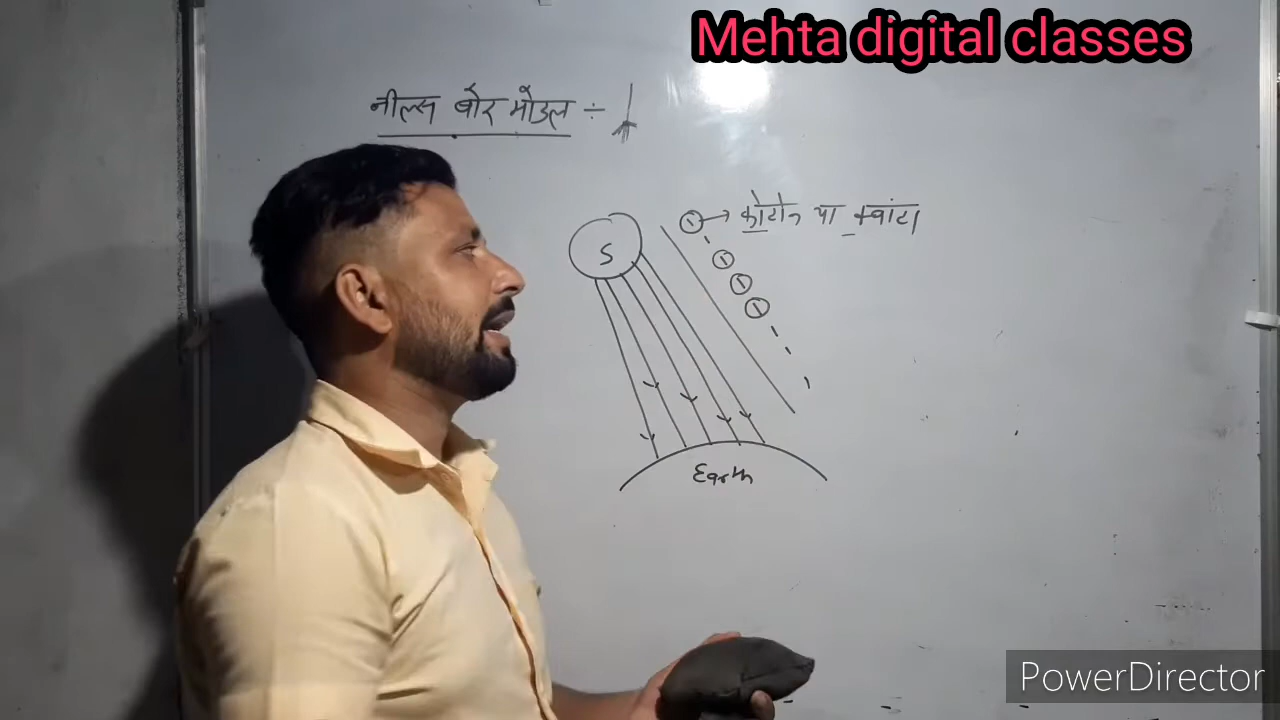 Mehta digital classes
नील्स बोर मॉडल ÷
→ फोटोन या क्वांटा
S
Earth
PowerDirector